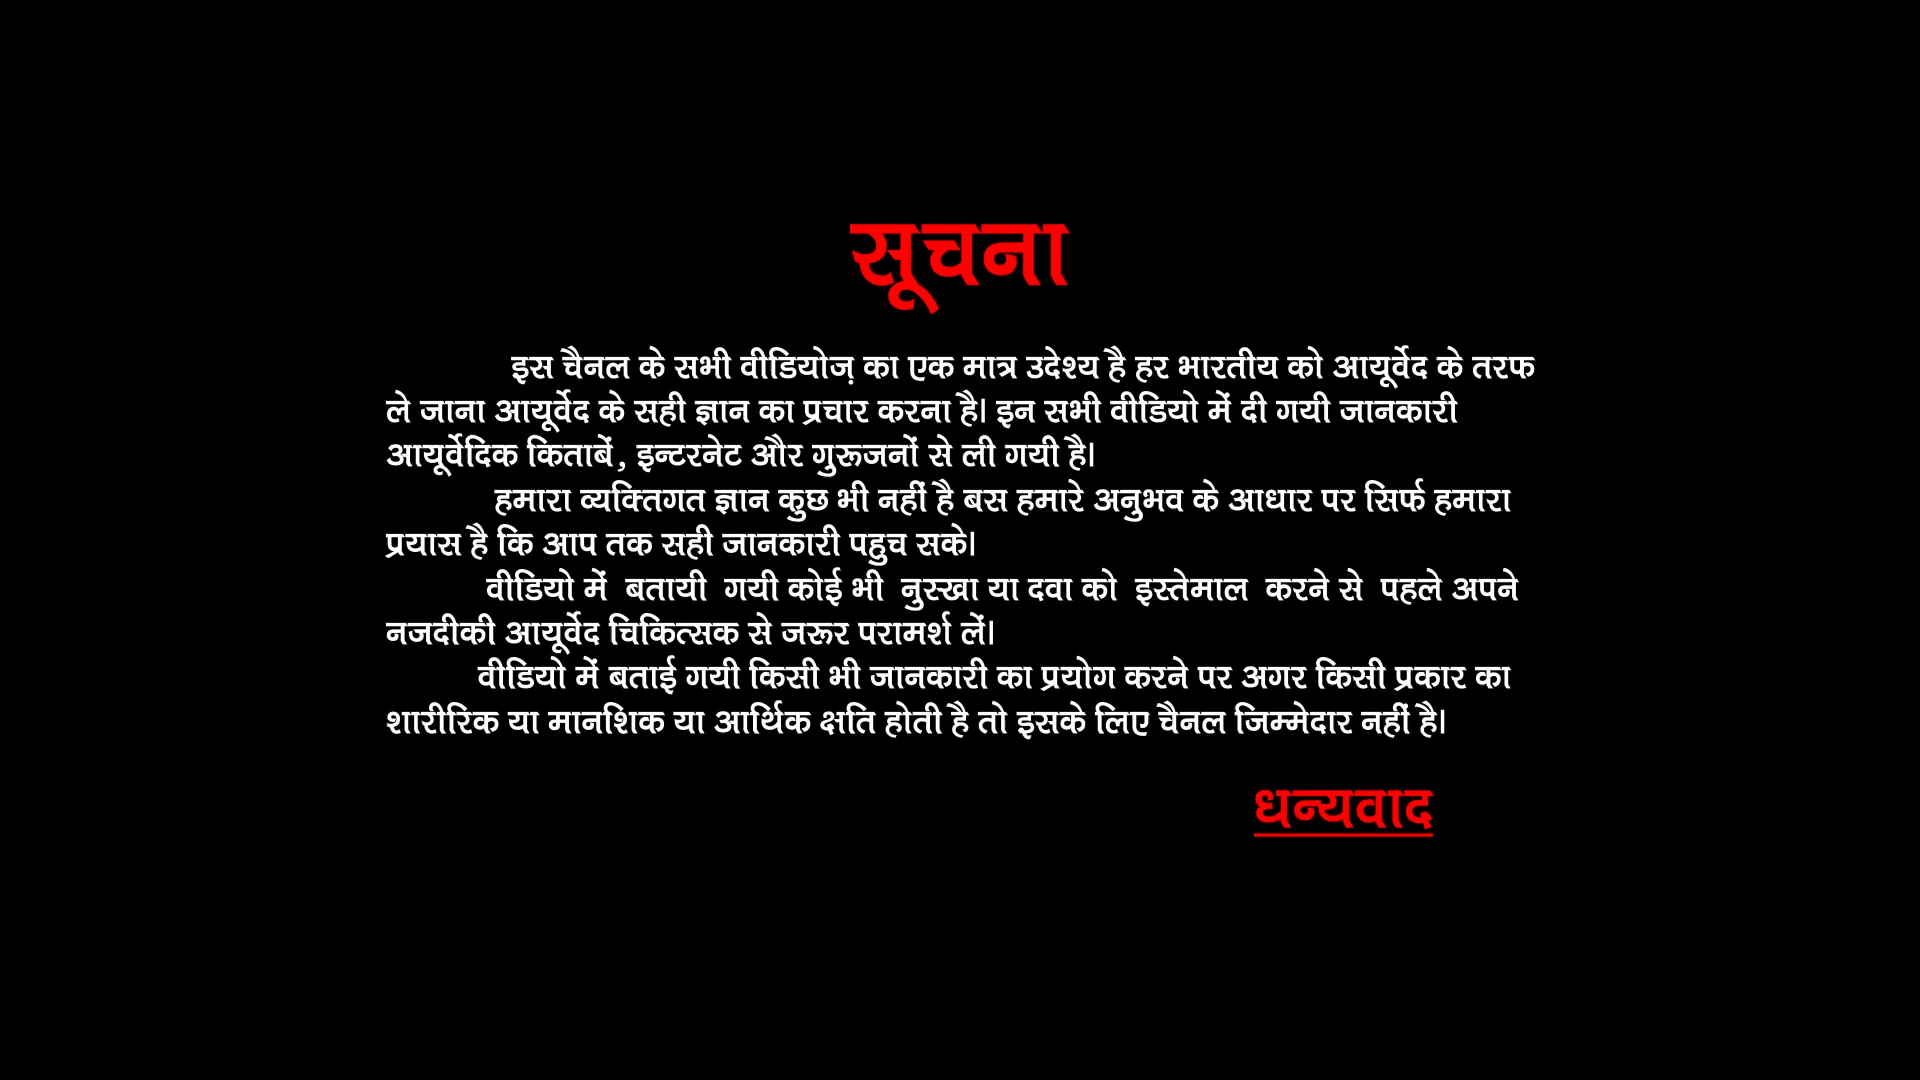 सूचना
इस चैनल के सभी वीडियोज़ का एक मात्र उदेश्य है हर भारतीय को आयूर्वेद के तरफ
ले जाना आयूर्वेद के सही ज्ञान का प्रचार करना है। इन सभी वीडियो में दी गयी जानकारी
आयूर्वेदिक किताबें, इन्टरनेट और गुरूजनों से ली गयी है।
हमारा व्यक्तिगत ज्ञान कुछ भी नहीं है बस हमारे अनुभव के आधार पर सिर्फ हमारा
प्रयास है कि आप तक सही जानकारी पहुच सके।
वीडियो में बतायी गयी कोई भी नुस्खा या दवा को इस्तेमाल करने से पहले अपने
नजदीकी आयूर्वेद चिकित्सक से जरूर परामर्श लें।
वीडियो में बताई गयी किसी भी जानकारी का प्रयोग करने पर अगर किसी प्रकार का
शारीरिक या मानशिक या आर्थिक क्षति होती है तो इसके लिए चैनल जिम्मेदार नहीं है।
धन्यवाद